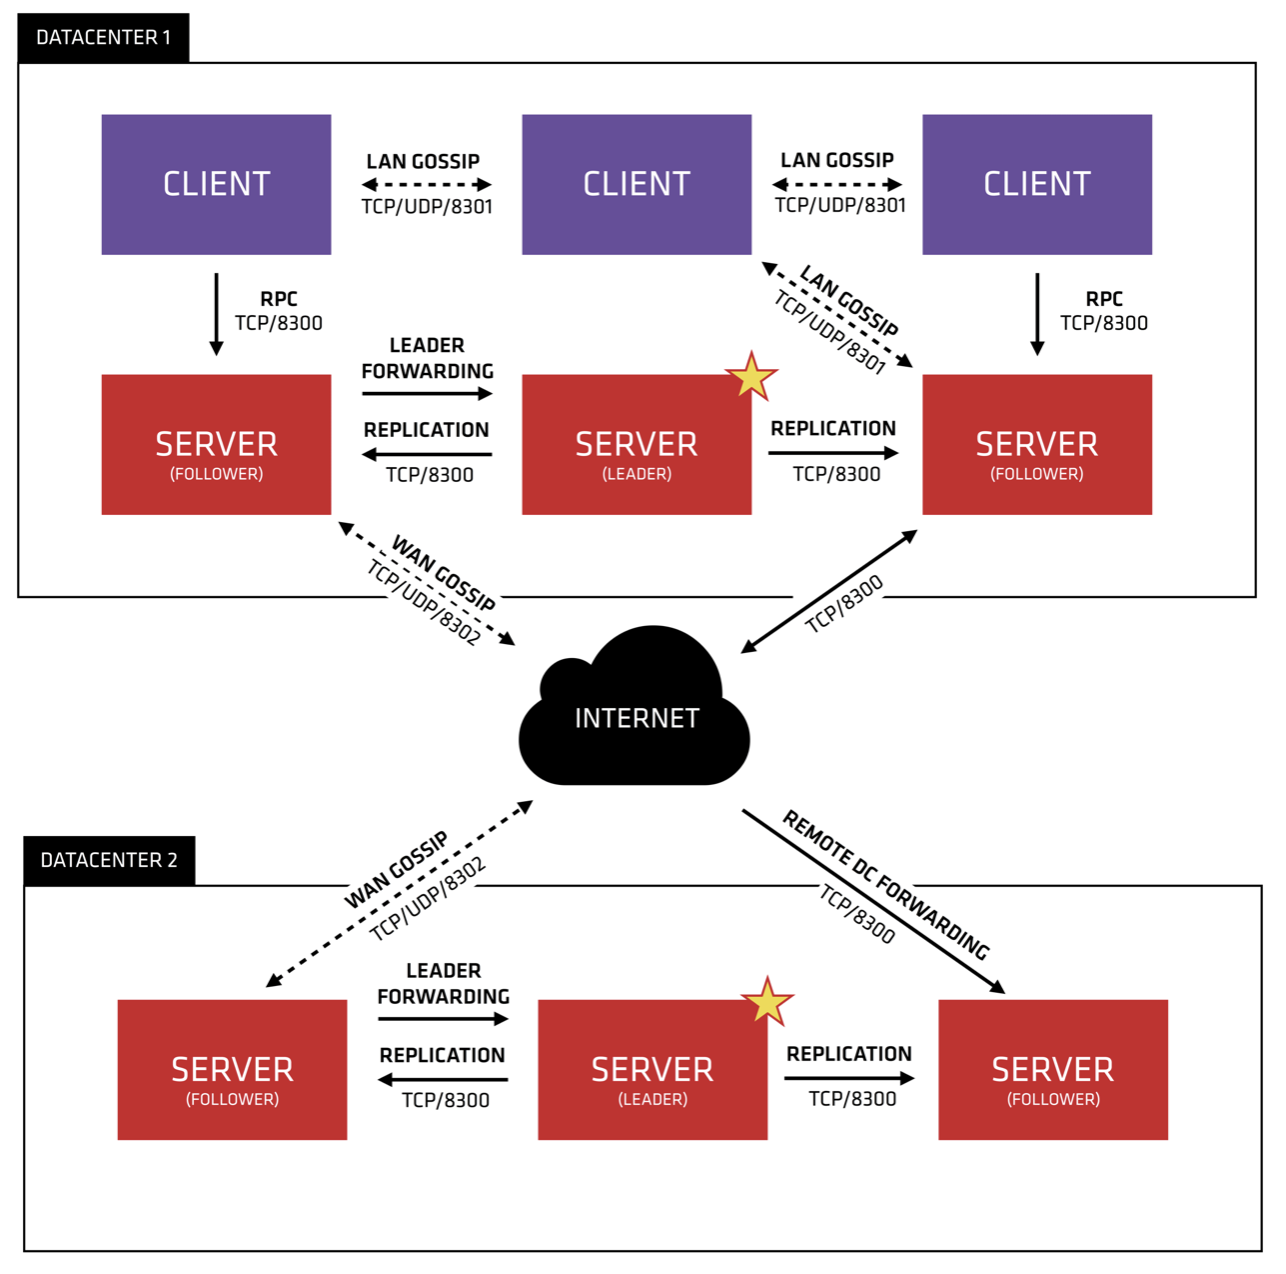 DATACENTER 1
CLIENT
LAN GOSSIP
TCP/UDP/8301
CLIENT
LAN GOSSIP
TCP/UDP/8301
CLIENT
RPC
TCP/8300
LAN GOSSIP
TCP/UDP/8301
RPC
TCP/8300
SERVER
(FOLLOWER)
LEADER
FORWARDING
REPLICATION
TCP/8300
SERVER
(LEADER)
REPLICATION
TCP/8300
SERVER
(FOLLOWER)
WAN GOSSIP
TCP/UDP/8302
TCP/8300
INTERNET
DATACENTER 2
WAN GOSSIP
TCP/UDP/8302
REMOTE DC FORWARDING
TCP/8300
SERVER
(FOLLOWER)
LEADER
FORWARDING
REPLICATION
TCP/8300
SERVER
(LEADER)
REPLICATION
TCP/8300
SERVER
(FOLLOWER)